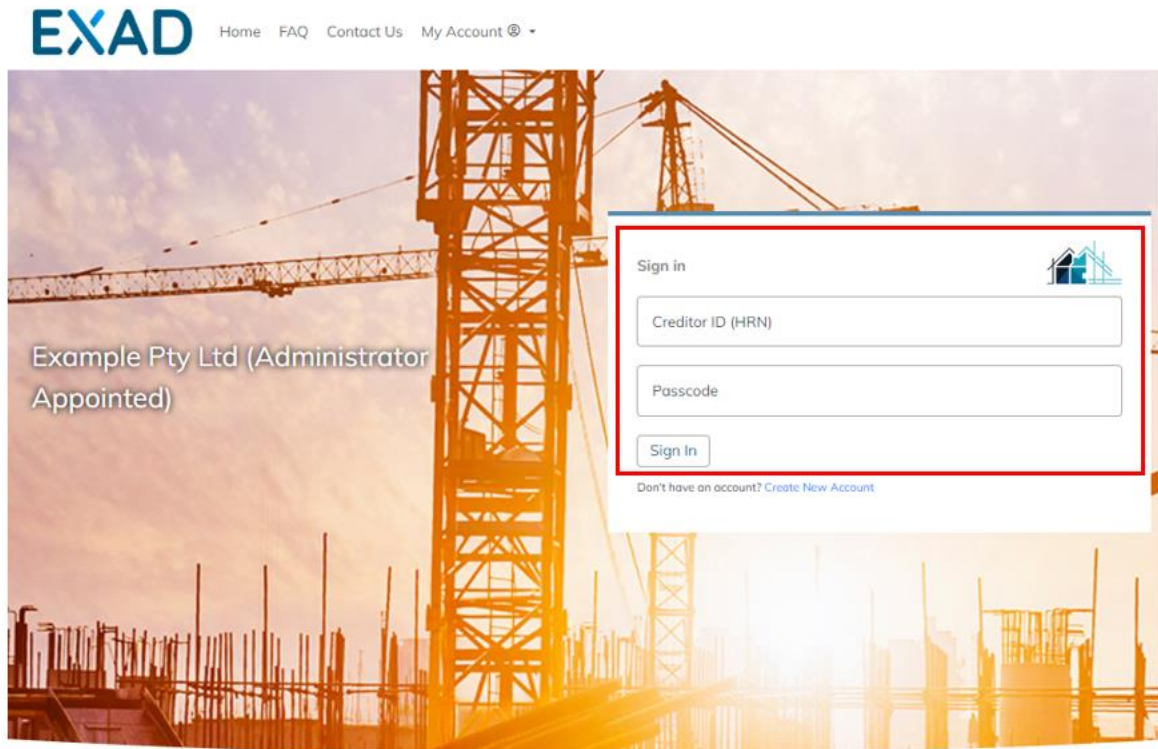 EXAD
Home FAQ Contact Us My Account
Example Pty Ltd (Administrator
Appointed)
Sign in
Creditor ID (HRN)
Passcode
Sign In
Don't have an account? Create New Account